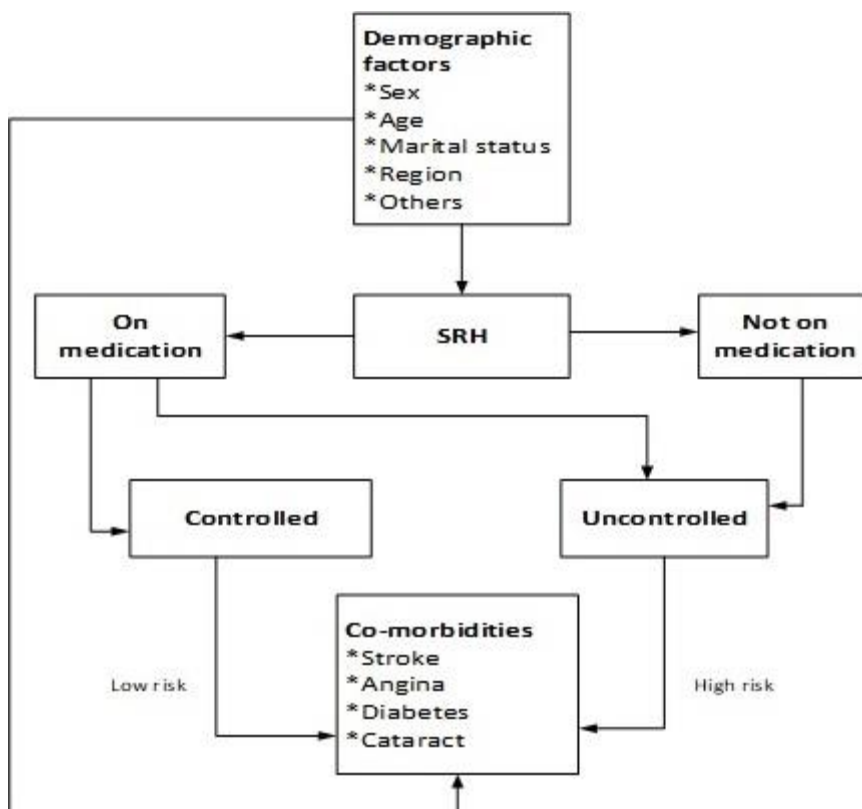 Demographic
factors
*Sex
*Age
*Marital status
*Region
*Others
On
medication
SRH
Not on
medication
Controlled
Uncontrolled
Co-morbidities
*Stroke
*Angina
*Diabetes
*Cataract
Low risk
High risk